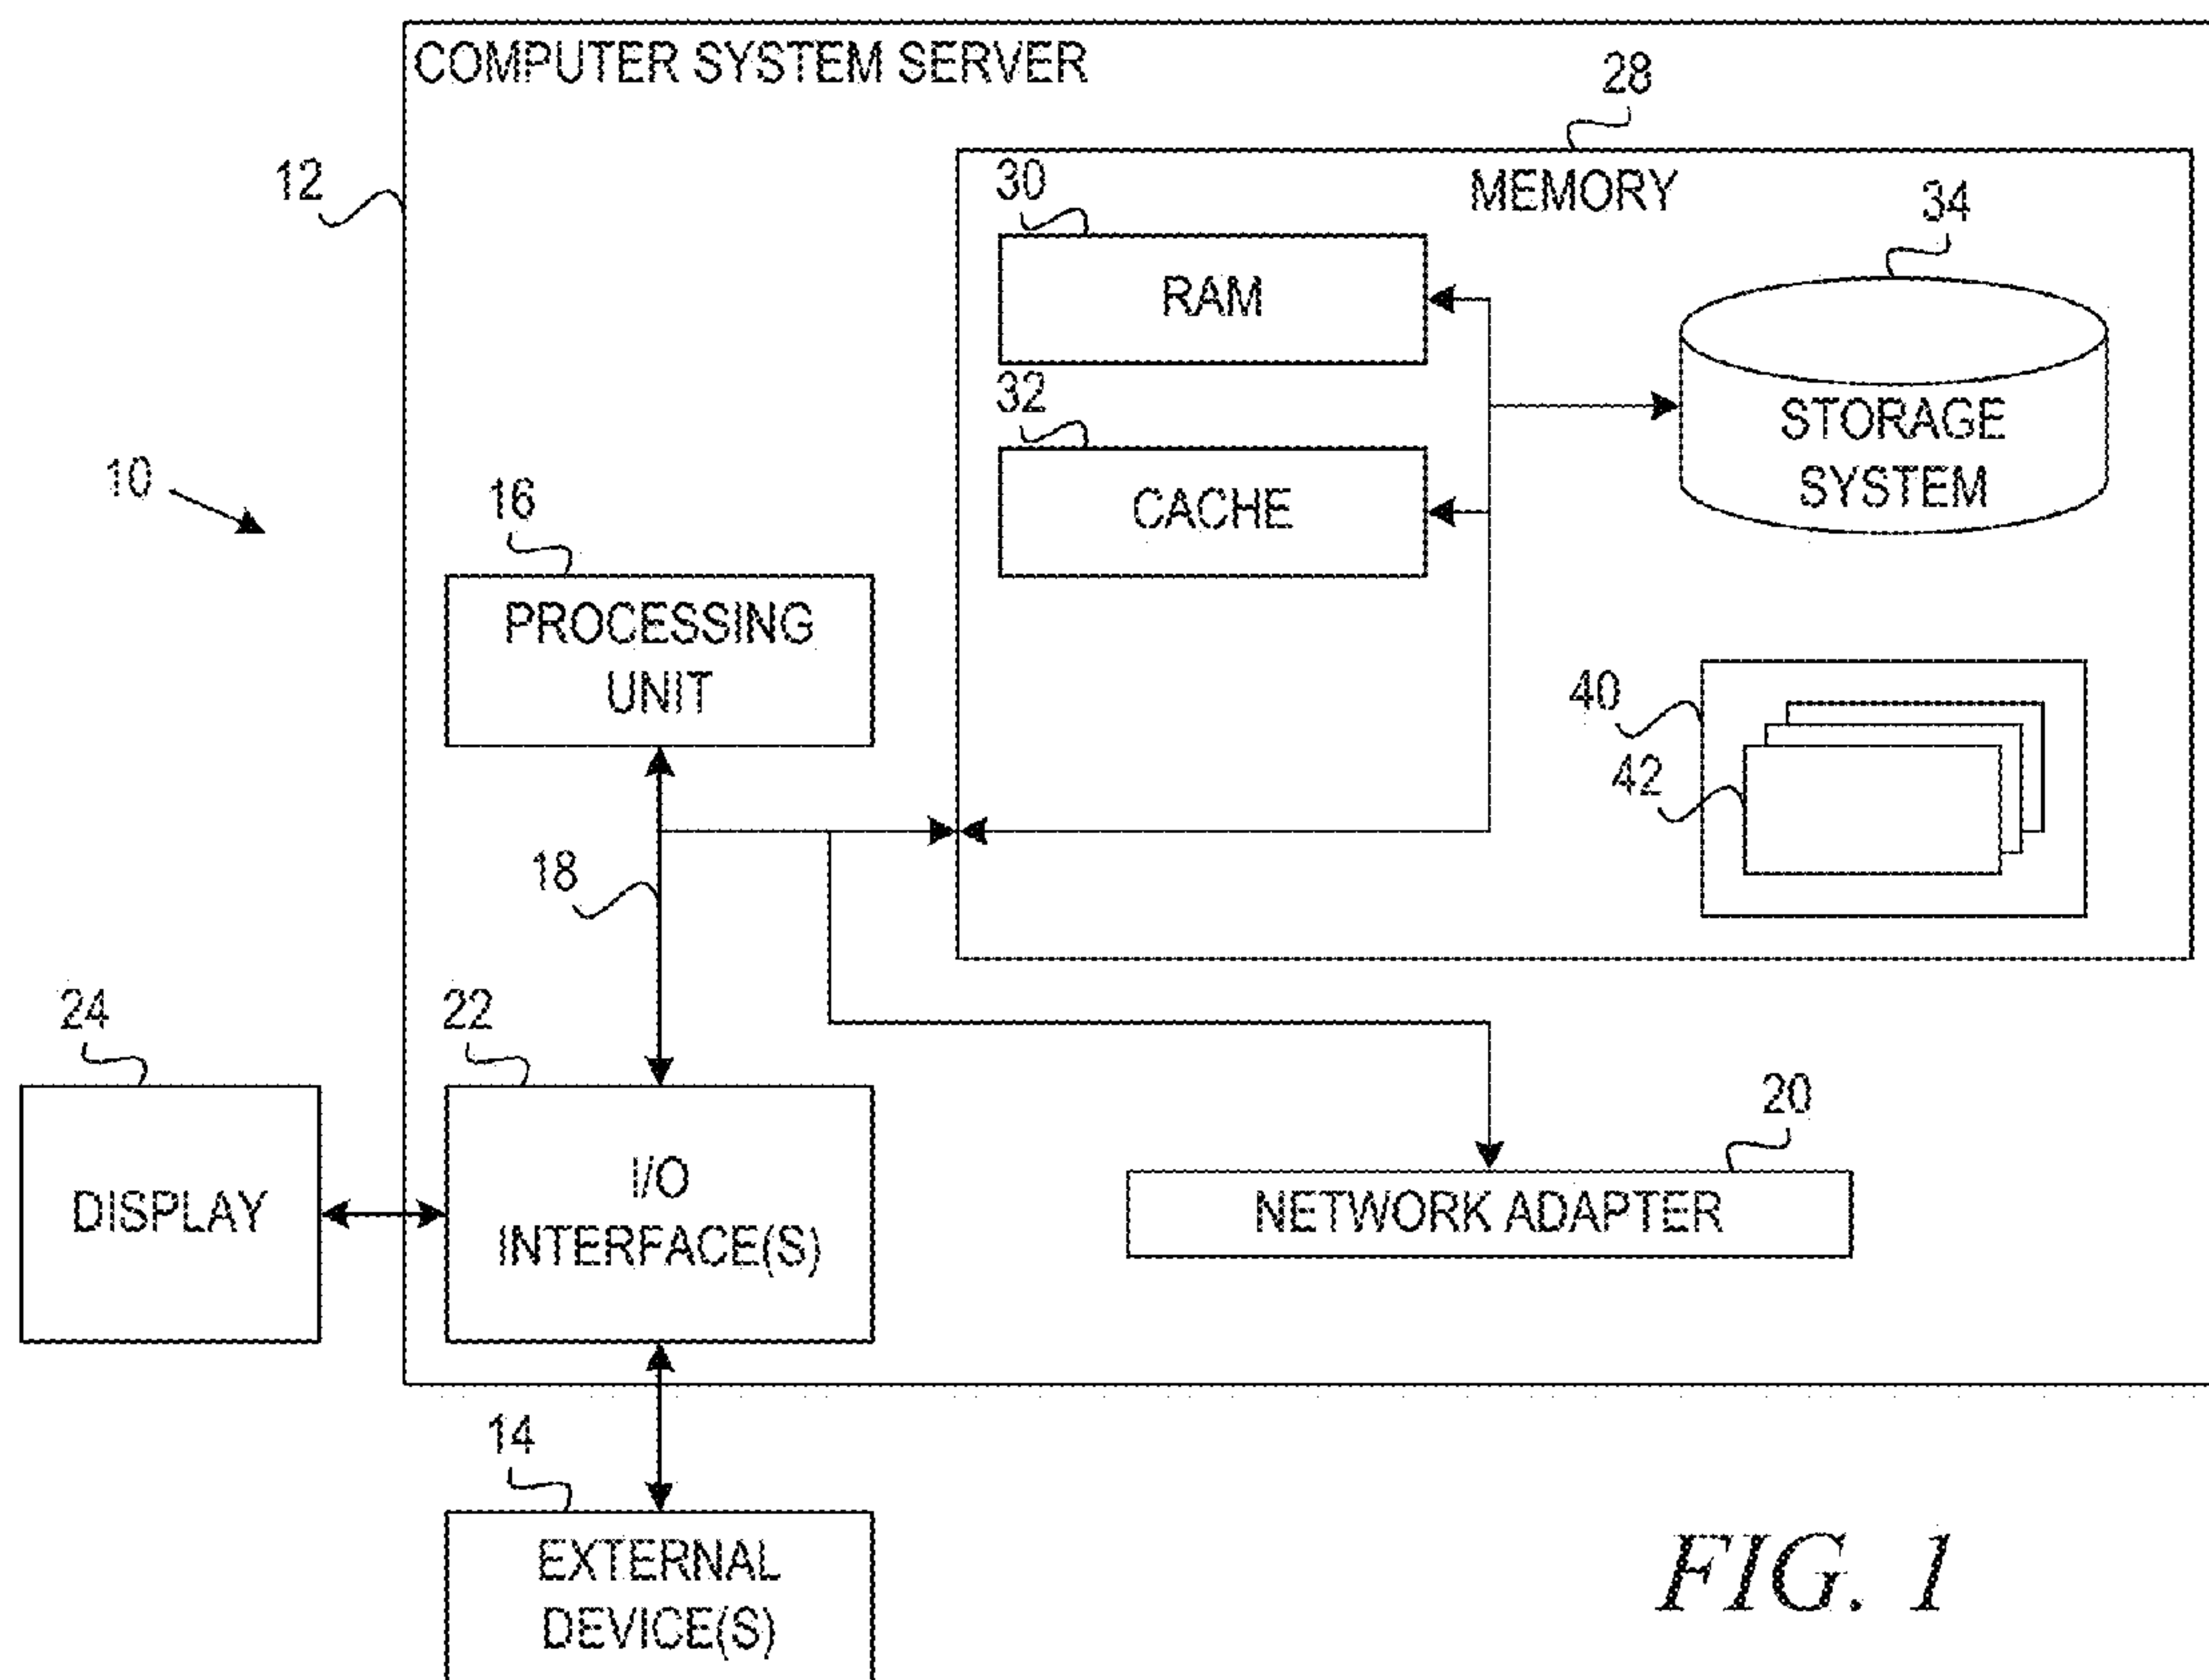 COMPUTER SYSTEM SERVER
28
12
30
MEMORY
34
RAM
32
STORAGE
SYSTEM
10
16
CACHE
PROCESSING
UNIT
40
42
18
24
22
20
DISPLAY
I/O
INTERFACE(S)
NETWORK ADAPTER
14
EXTERNAL
DEVICE(S)
FIG. 1